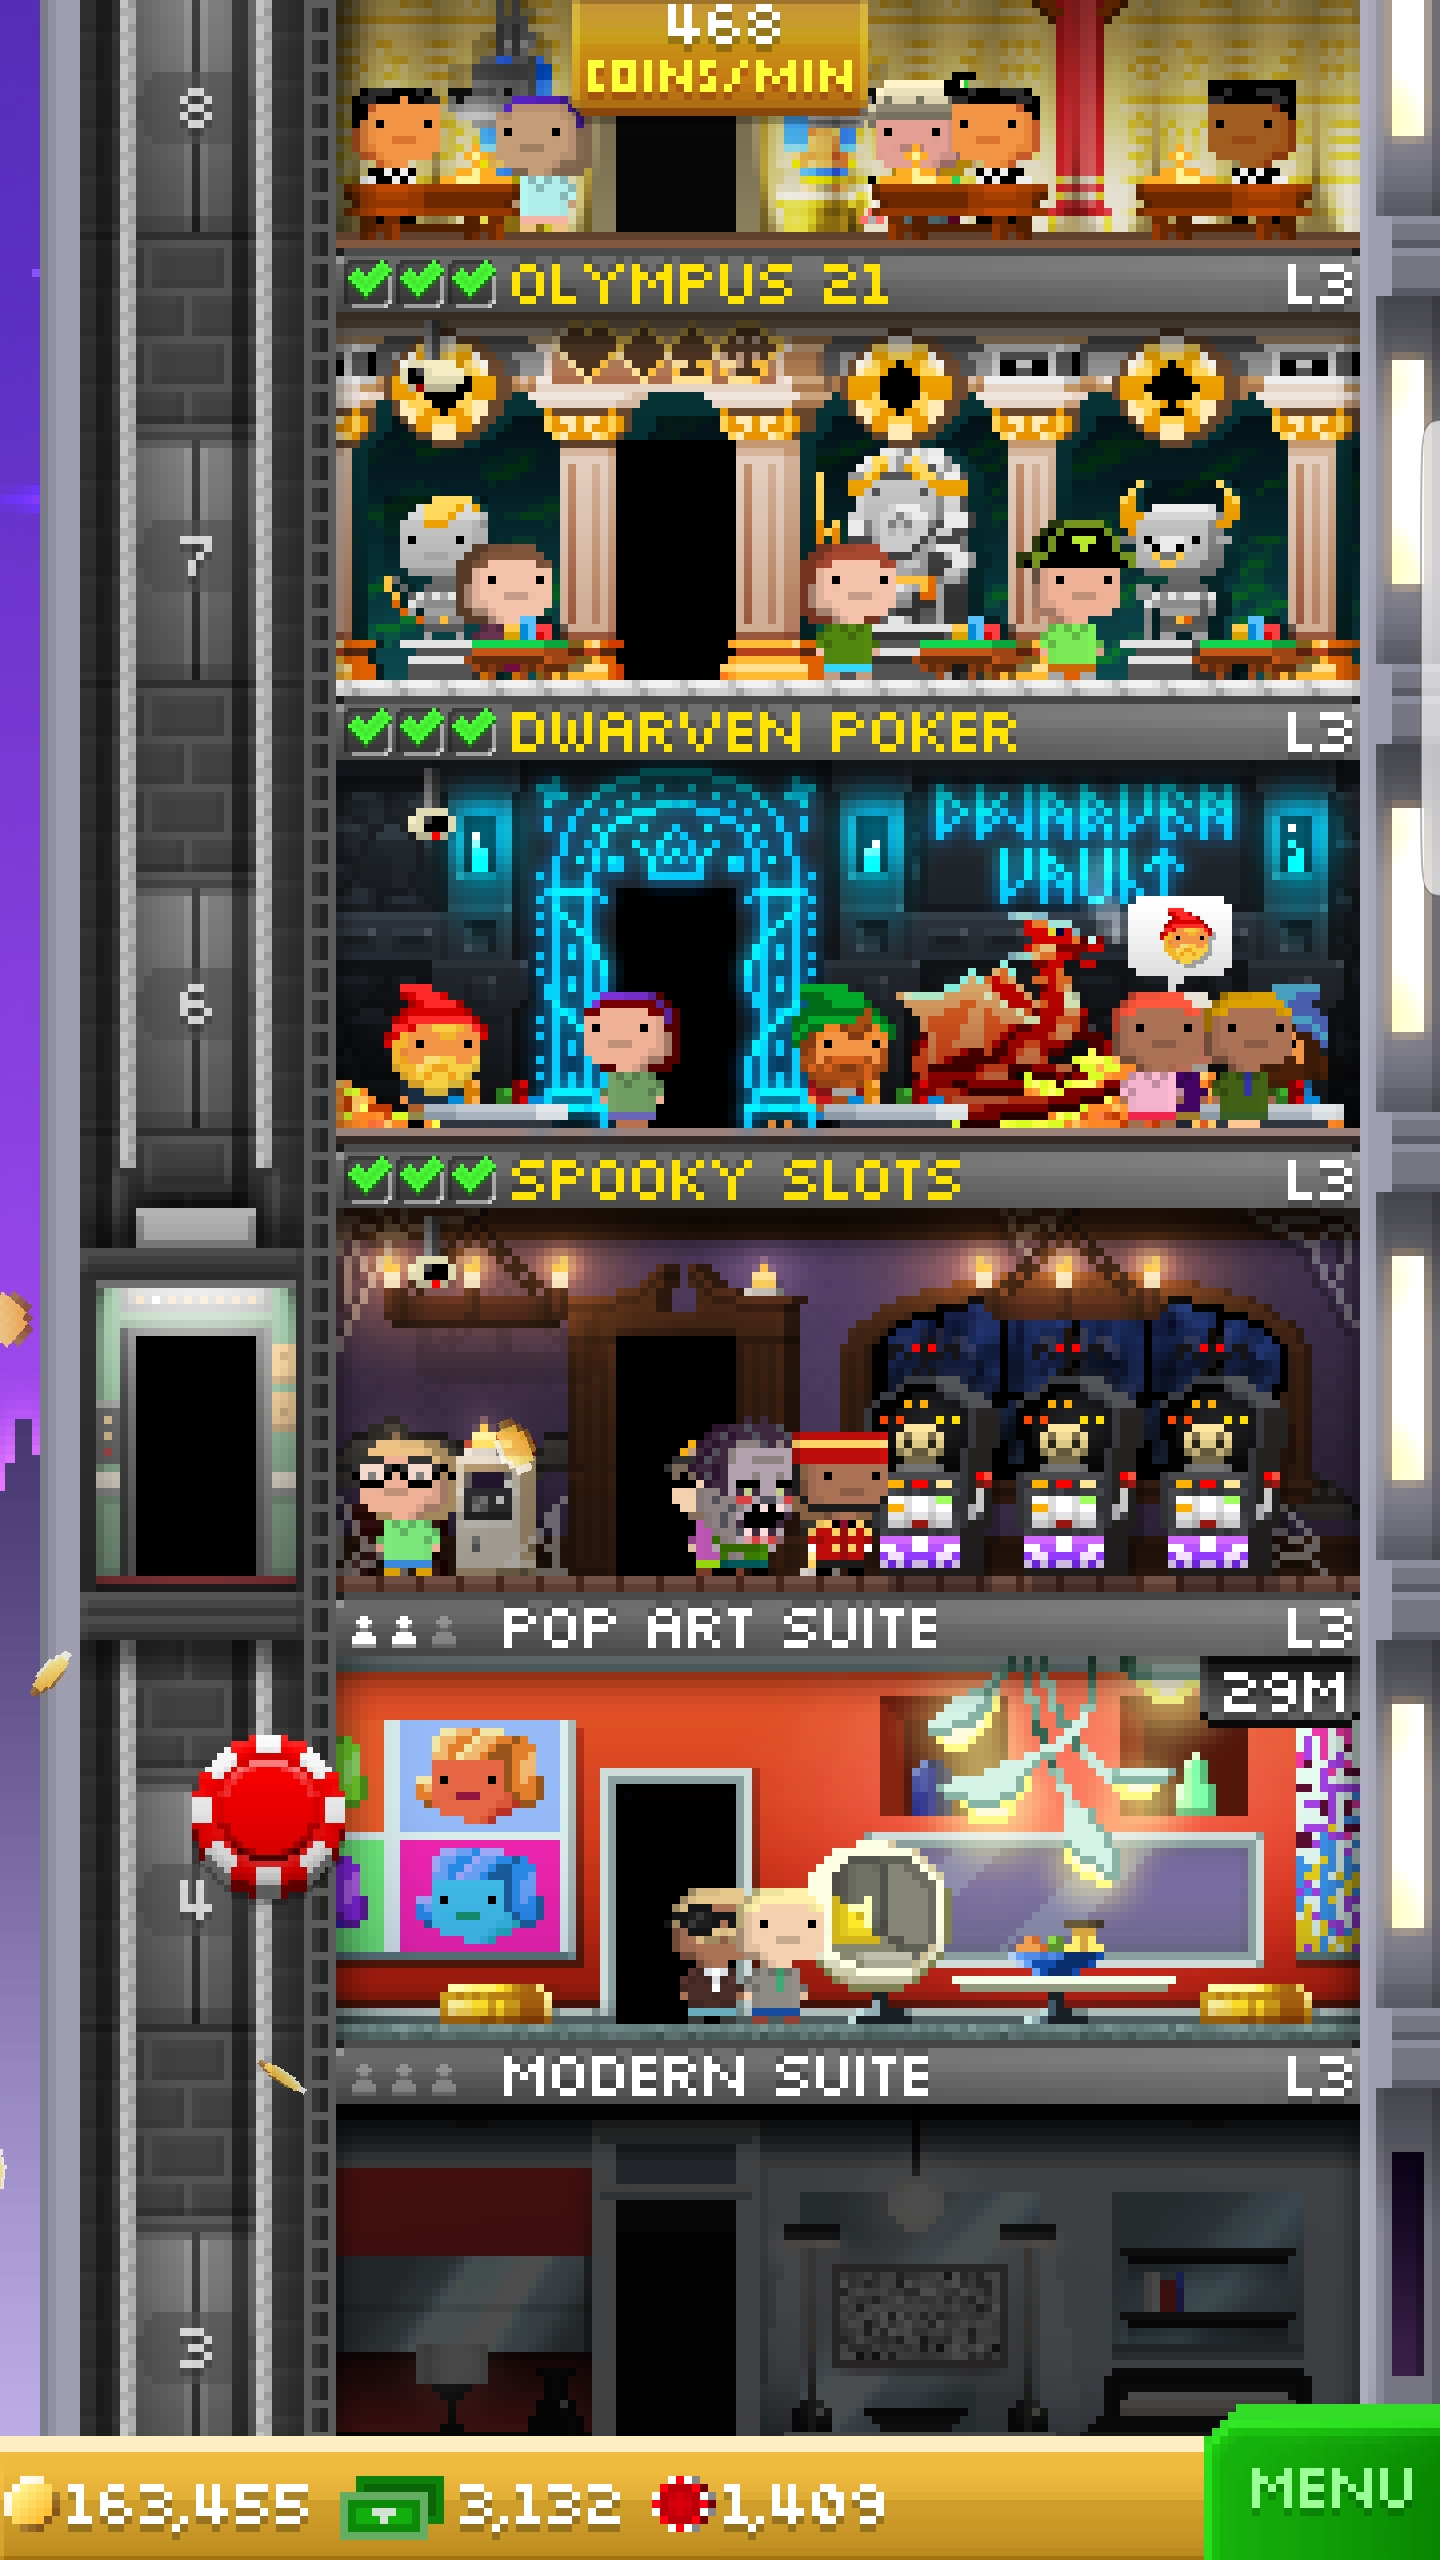 468
COINS/MIN
8
OLYMPUS 21 L3
7
DWARVEN POKER L3
DWARVEN
VAULT
6
SPOOKY SLOTS L3
POP ART SUITE L3
29M
4
MODERN SUITE L3
3
163,455 3,132 1,409 MENU